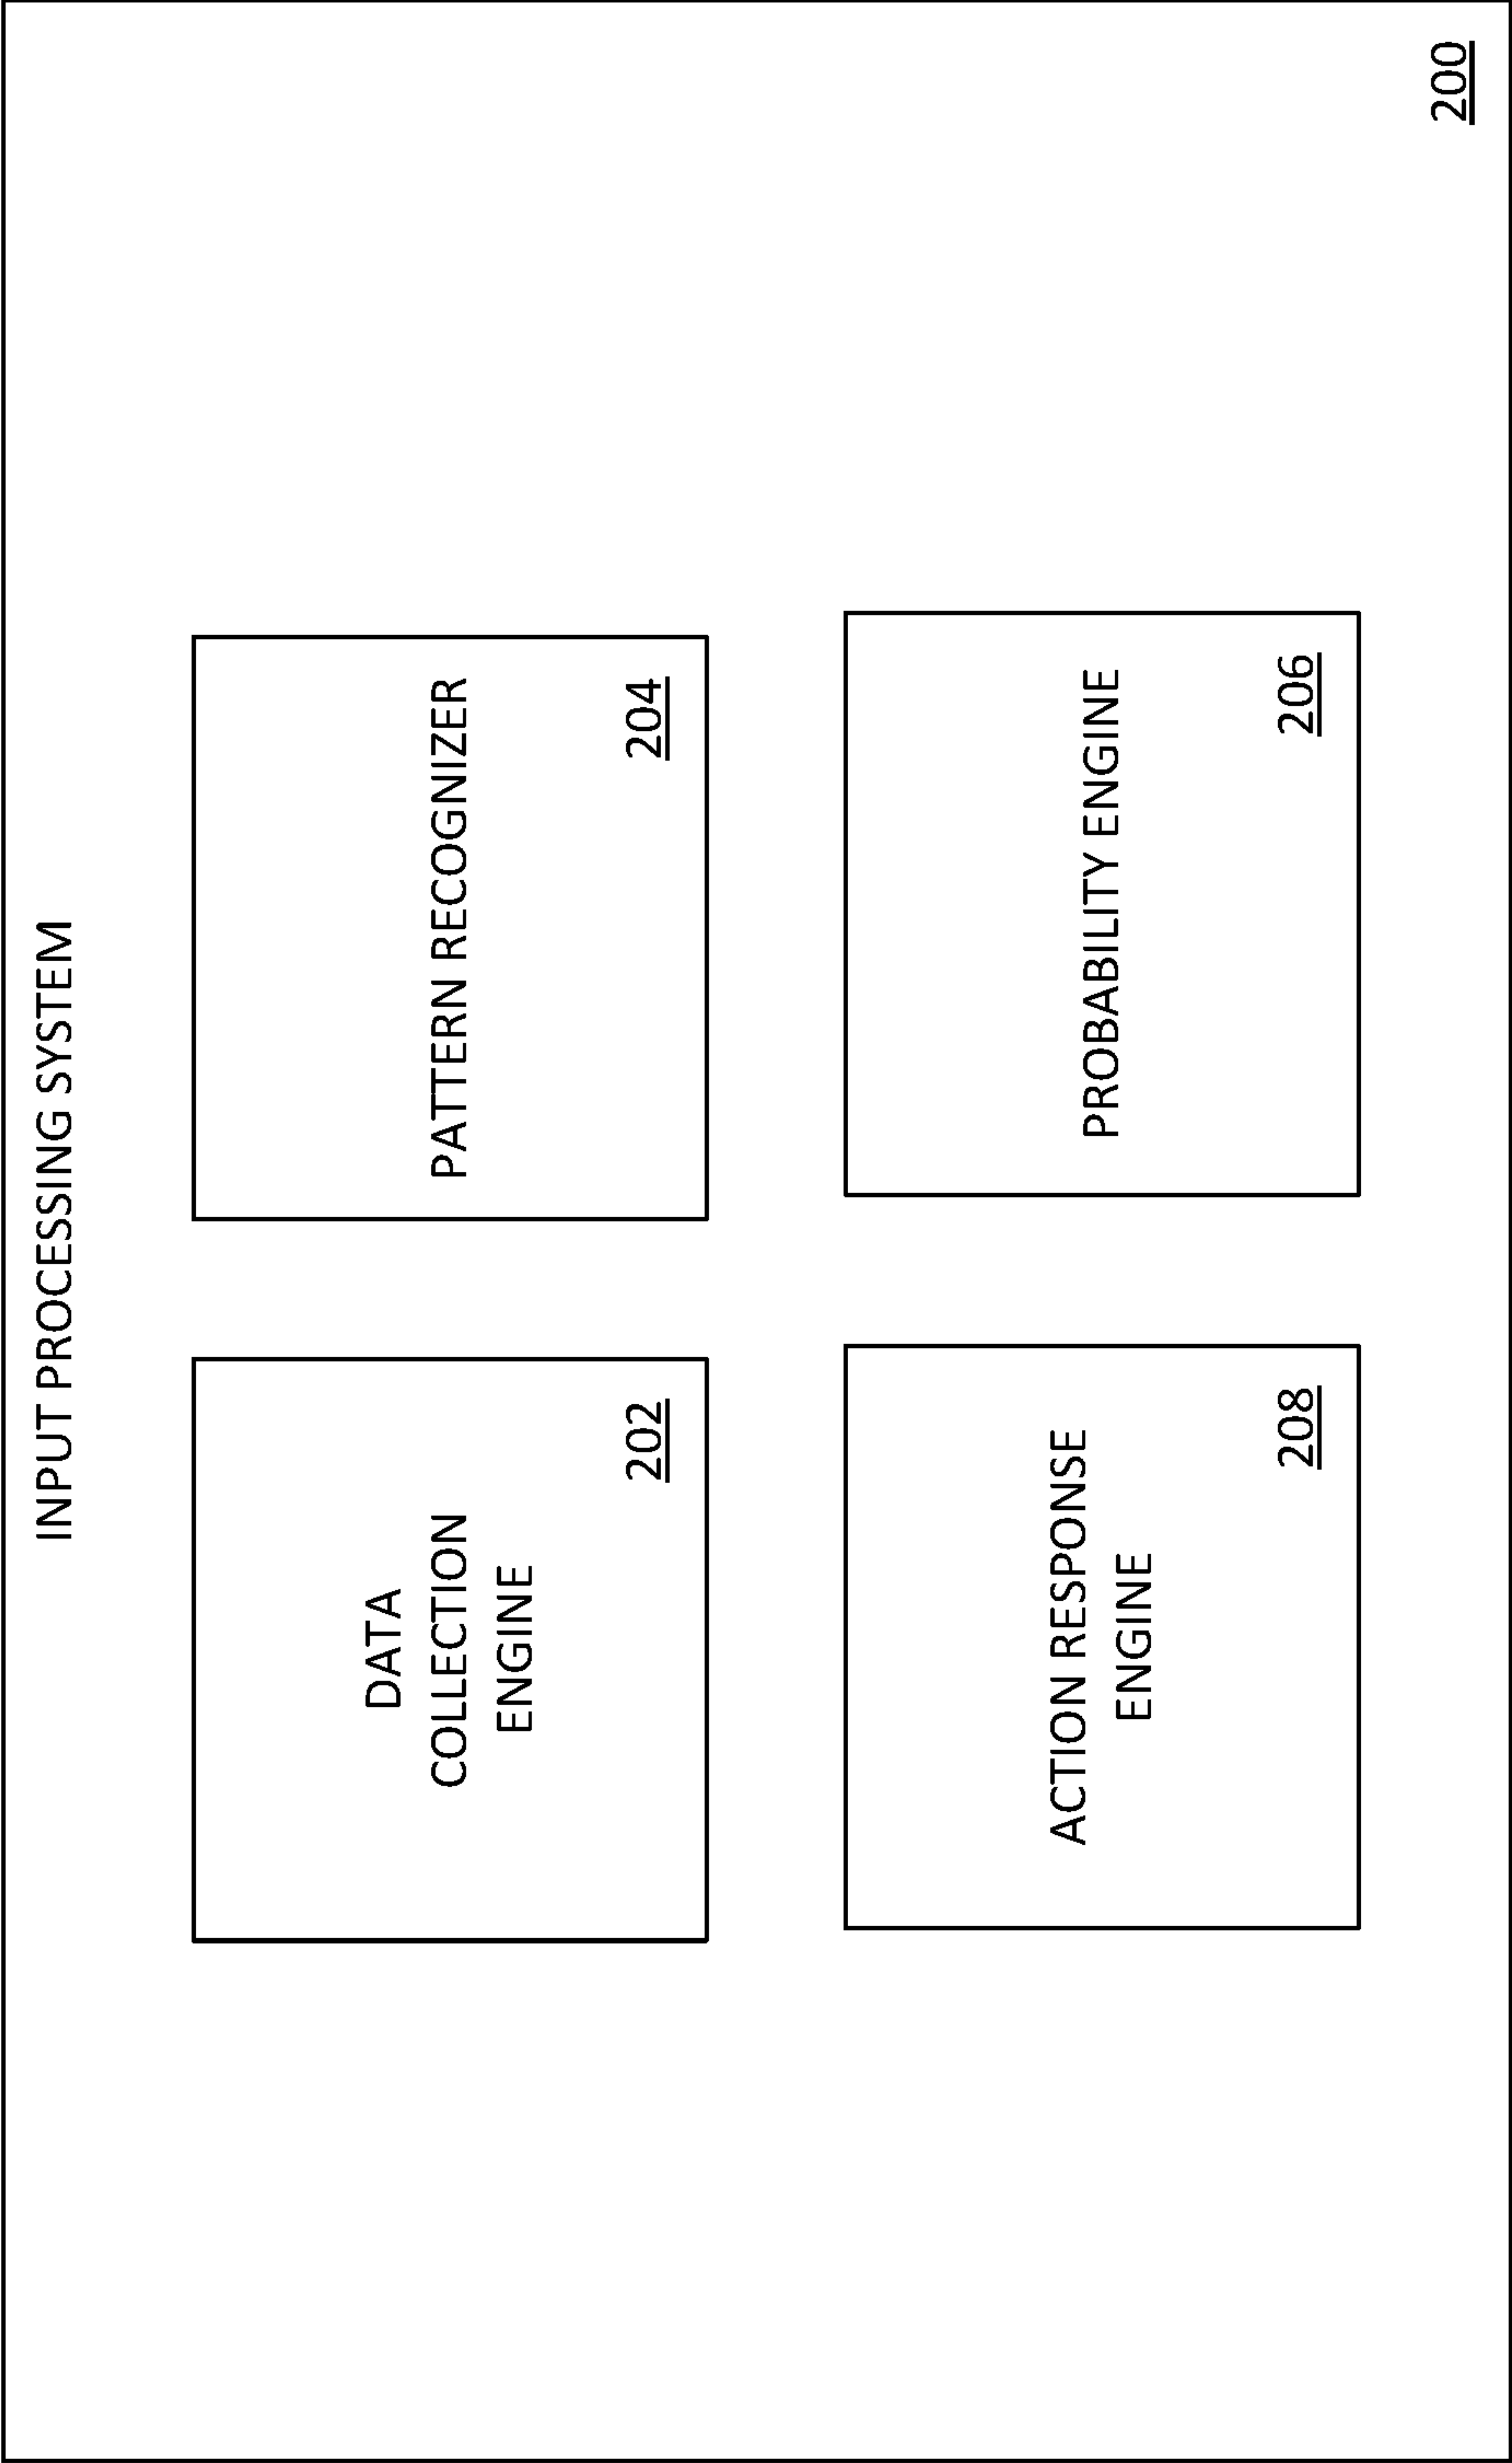 INPUT PROCESSING SYSTEM
DATA
COLLECTION
ENGINE
202
PATTERN RECOGNIZER
204
ACTION RESPONSE
ENGINE
208
PROBABILITY ENGINE
206
200